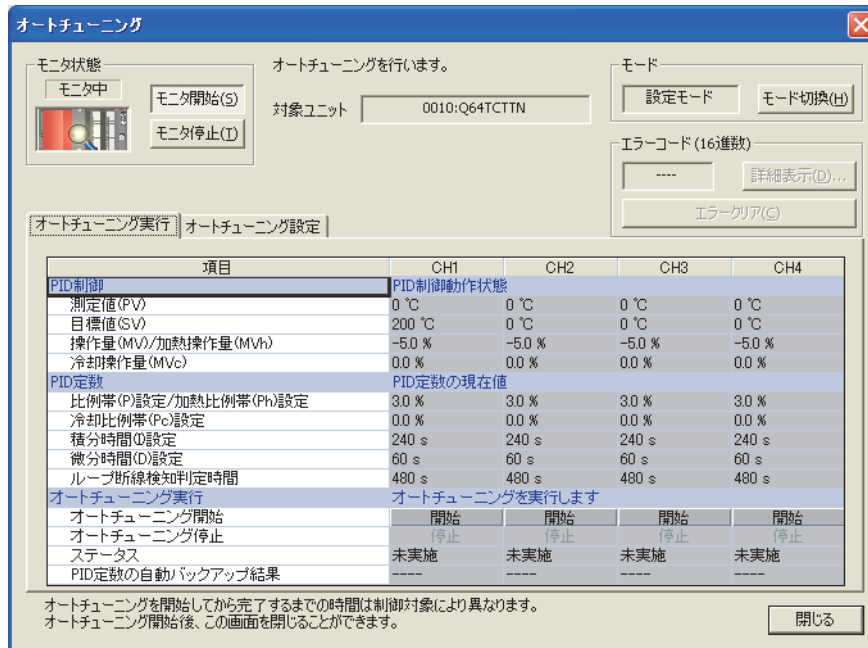 オートチューニング
モニタ状態
モニタ中
モニタ開始(S)
モニタ停止(T)
オートチューニングを行います。
対象ユニット
0010:Q64TCTTN
モード
設定モード
モード切換(H)
エラーコード(16進数)
----
詳細表示(D)...
エラークリア(C)
オートチューニング実行
オートチューニング設定
項目 CH1 CH2 CH3 CH4
PID制御 PID制御動作状態
測定値(PV) 0 ℃ 0 ℃ 0 ℃ 0 ℃
目標値(SV) 200 ℃ 0 ℃ 0 ℃ 0 ℃
操作量(MV)/加熱操作量(MVh) -5.0 % -5.0 % -5.0 % -5.0 %
冷却操作量(MVc) 0.0 % 0.0 % 0.0 % 0.0 %
PID定数 PID定数の現在値
比例帯(P)設定/加熱比例帯(Ph)設定 3.0 % 3.0 % 3.0 % 3.0 %
冷却比例帯(Pc)設定 0.0 % 0.0 % 0.0 % 0.0 %
積分時間(I)設定 240 s 240 s 240 s 240 s
微分時間(D)設定 60 s 60 s 60 s 60 s
ループ断線検知判定時間 480 s 480 s 480 s 480 s
オートチューニング実行 オートチューニングを実行します
オートチューニング開始 開始 開始 開始 開始
オートチューニング停止 停止 停止 停止 停止
ステータス 未実施 未実施 未実施 未実施
PID定数の自動バックアップ結果 ---- ---- ---- ----
オートチューニングを開始してから完了するまでの時間は制御対象により異なります。
オートチューニング開始後、この画面を閉じることができます。
閉じる